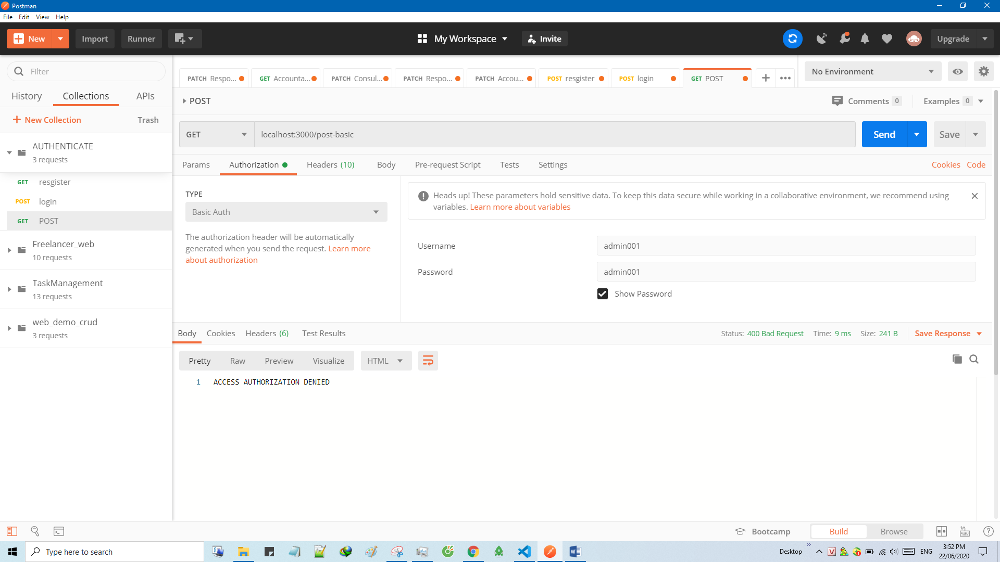 Postman
File Edit View Help
New Import Runner My Workspace Invite Upgrade
Filter
History Collections APIs
New Collection Trash
AUTHENTICATE
3 requests
GET resgister
POST login
GET POST
Freelancer_web
10 requests
TaskManagement
13 requests
web_demo_crud
3 requests
PATCH Respo... GET Accounta... PATCH Consul... PATCH Respo... PATCH Accou... POST resgister POST login GET POST
No Environment
POST Comments 0 Examples 0
GET localhost:3000/post-basic Send Save
Params Authorization Headers (10) Body Pre-request Script Tests Settings Cookies Code
TYPE
Basic Auth
The authorization header will be automatically
generated when you send the request. Learn more
about authorization
Heads up! These parameters hold sensitive data. To keep this data secure while working in a collaborative environment, we recommend using
variables. Learn more about variables
Username admin001
Password admin001
Show Password
Body Cookies Headers (6) Test Results Status: 400 Bad Request Time: 9 ms Size: 241 B Save Response
Pretty Raw Preview Visualize HTML
1 ACCESS AUTHORIZATION DENIED
Bootcamp Build Browse
Type here to search
Desktop ENG
3:52 PM
22/06/2020